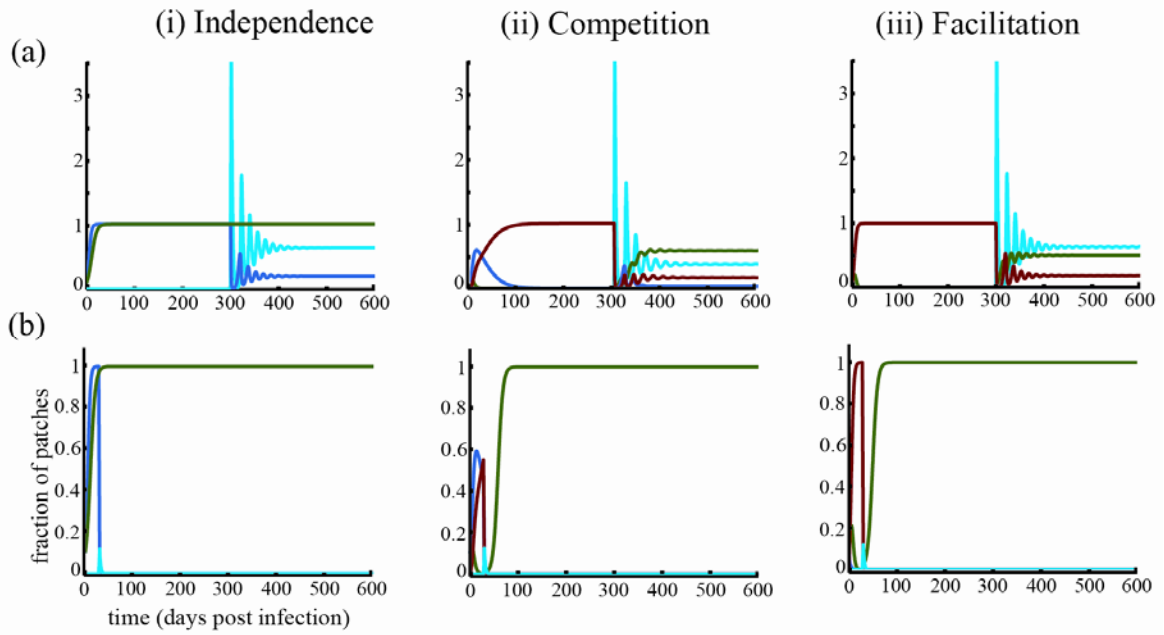 (i) Independence
(ii) Competition
(iii) Facilitation
(a)
3
2
1
0
0 100 200 300 400 500 600
3
2
1
0
0 100 200 300 400 500 600
3
2
1
0
0 100 200 300 400 500 600
(b)
fraction of patches
1
0.8
0.6
0.4
0.2
0
0 100 200 300 400 500 600
time (days post infection)
1
0.8
0.6
0.4
0.2
0
0 100 200 300 400 500 600
1
0.8
0.6
0.4
0.2
0
0 100 200 300 400 500 600